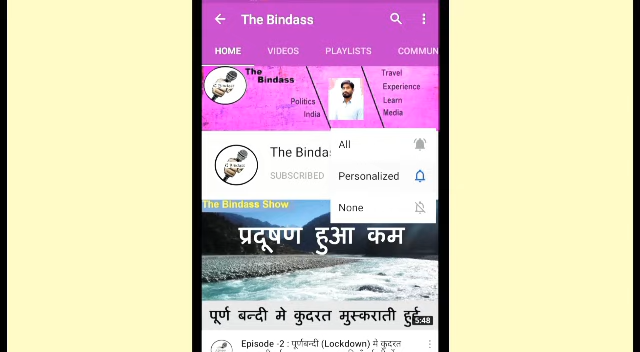 The Bindass
HOME VIDEOS PLAYLISTS COMMUN
The
Bindass
Politics
India
Travel
Experience
Learn
Media
The Binda
SUBSCRIBED
All
Personalized
None
The Bindass Show
प्रदूषण हुआ कम
पूर्ण बन्दी मे कुदरत मुस्कराती हुई
5:48
Episode -2 : पूर्णबन्दी (Lockdown) मे कुदरत